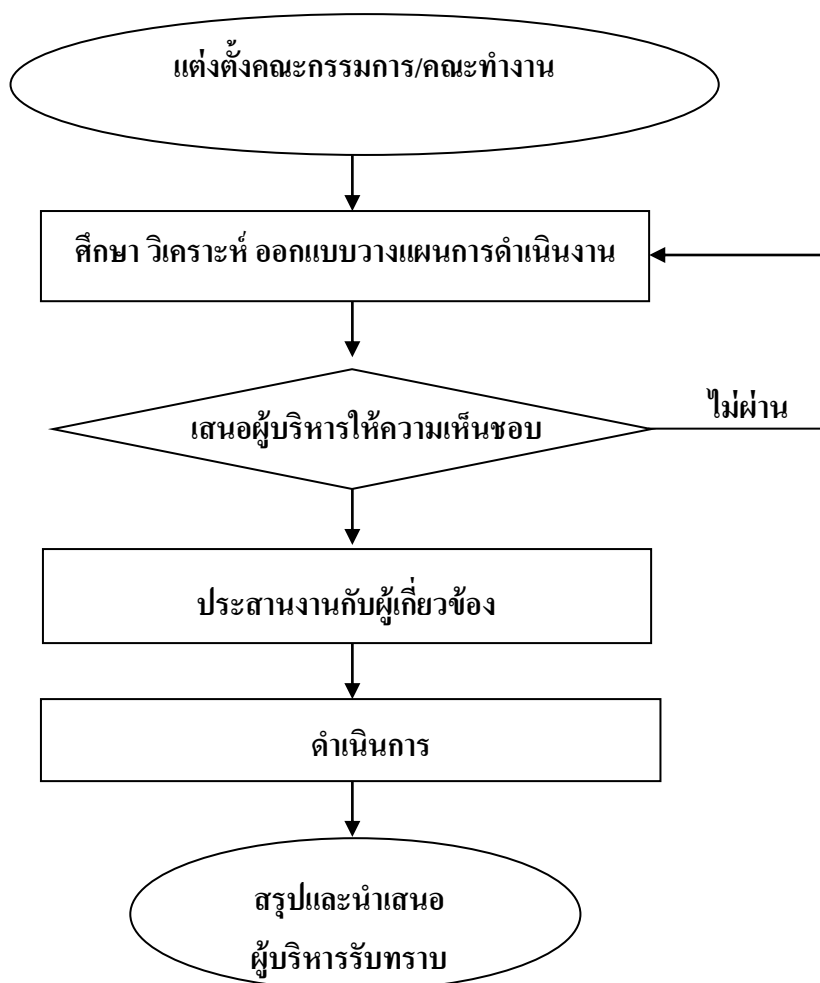 แต่งตั้งคณะกรรมการ/คณะทำงาน
ศึกษา วิเคราะห์ ออกแบบวางแผนการดำเนินงาน
ไม่ผ่าน
เสนอผู้บริหารให้ความเห็นชอบ
ประสานงานกับผู้เกี่ยวข้อง
ดำเนินการ
สรุปและนำเสนอ
ผู้บริหารรับทราบ